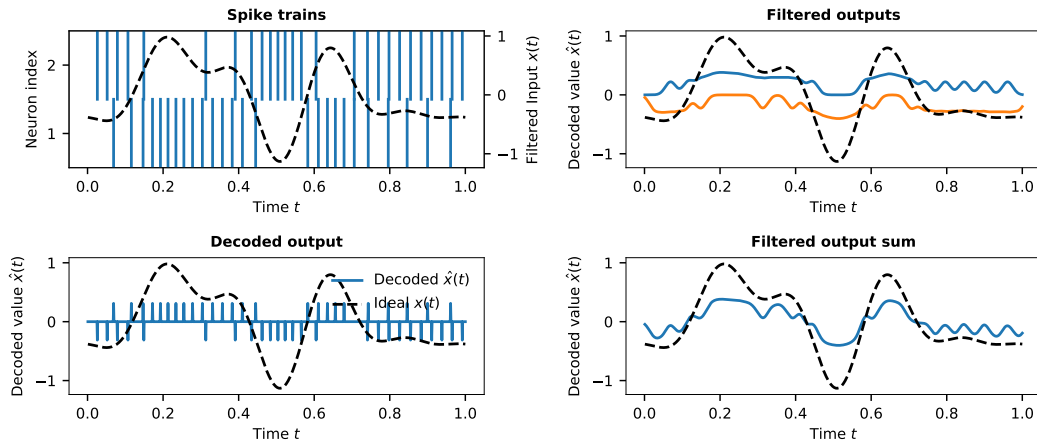 Spike trains
Neuron index
2
1
1
0
−1
Filtered Input x(t)
0.0 0.2 0.4 0.6 0.8 1.0
Time t
Filtered outputs
Decoded value x̂(t)
1
0
−1
0.0 0.2 0.4 0.6 0.8 1.0
Time t
Decoded output
Decoded value x̂(t)
1
0
−1
Decoded x̂(t)
Ideal x(t)
0.0 0.2 0.4 0.6 0.8 1.0
Time t
Filtered output sum
Decoded value x̂(t)
1
0
−1
0.0 0.2 0.4 0.6 0.8 1.0
Time t